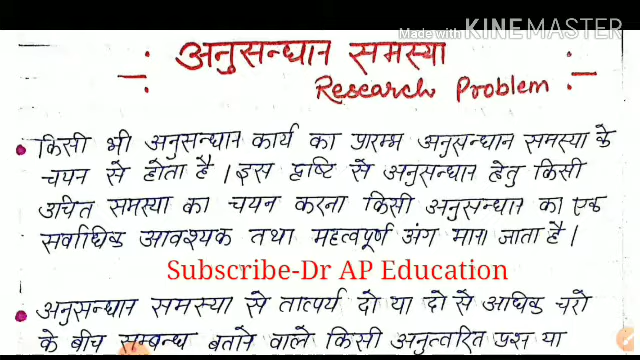 Made with KINEMASTER
-: अनुसन्धान समस्या
Research Problem :-
• किसी भी अनुसन्धान कार्य का प्रारम्भ अनुसन्धान समस्या के
चयन से होता है । इस दृष्टि से अनुसन्धान हेतु किसी
उचित समस्या का चयन करना किसी अनुसन्धान का एक
सर्वाधिक आवश्यक तथा महत्वपूर्ण अंग माना जाता है ।
Subscribe-Dr AP Education
• अनुसन्धान समस्या से तात्पर्य दो या दो से अधिक चरो
के बीच सम्बन्ध बताने वाले किसी अनुत्वरित प्रश्न या